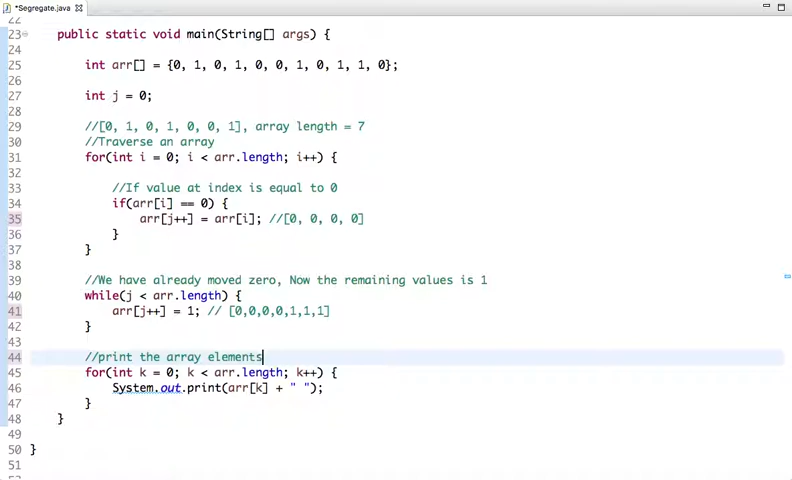 *Segregate.java
22
23 public static void main(String[] args) {
24
25 int arr[] = {0, 1, 0, 1, 0, 0, 1, 0, 1, 1, 0};
26
27 int j = 0;
28
29 //[0, 1, 0, 1, 0, 0, 1], array length = 7
30 //Traverse an array
31 for(int i = 0; i < arr.length; i++) {
32
33 //If value at index is equal to 0
34 if(arr[i] == 0) {
35 arr[j++] = arr[i]; //[0, 0, 0, 0]
36 }
37 }
38
39 //We have already moved zero, Now the remaining values is 1
40 while(j < arr.length) {
41 arr[j++] = 1; // [0,0,0,0,1,1,1]
42 }
43
44 //print the array elements
45 for(int k = 0; k < arr.length; k++) {
46 System.out.print(arr[k] + " ");
47 }
48 }
49
50 }
51